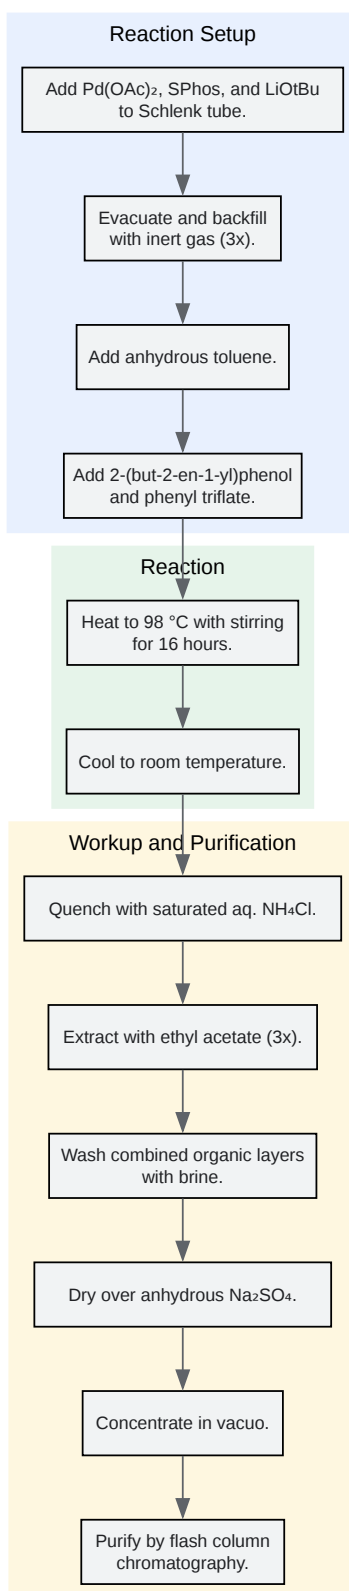 Reaction Setup
Add Pd(OAc)₂, SPhos, and LiOtBu
to Schlenk tube.
Evacuate and backfill
with inert gas (3x).
Add anhydrous toluene.
Add 2-(but-2-en-1-yl)phenol
and phenyl triflate.
Reaction
Heat to 98 °C with stirring
for 16 hours.
Cool to room temperature.
Workup and Purification
Quench with saturated aq. NH₄Cl.
Extract with ethyl acetate (3x).
Wash combined organic layers
with brine.
Dry over anhydrous Na₂SO₄.
Concentrate in vacuo.
Purify by flash column
chromatography.